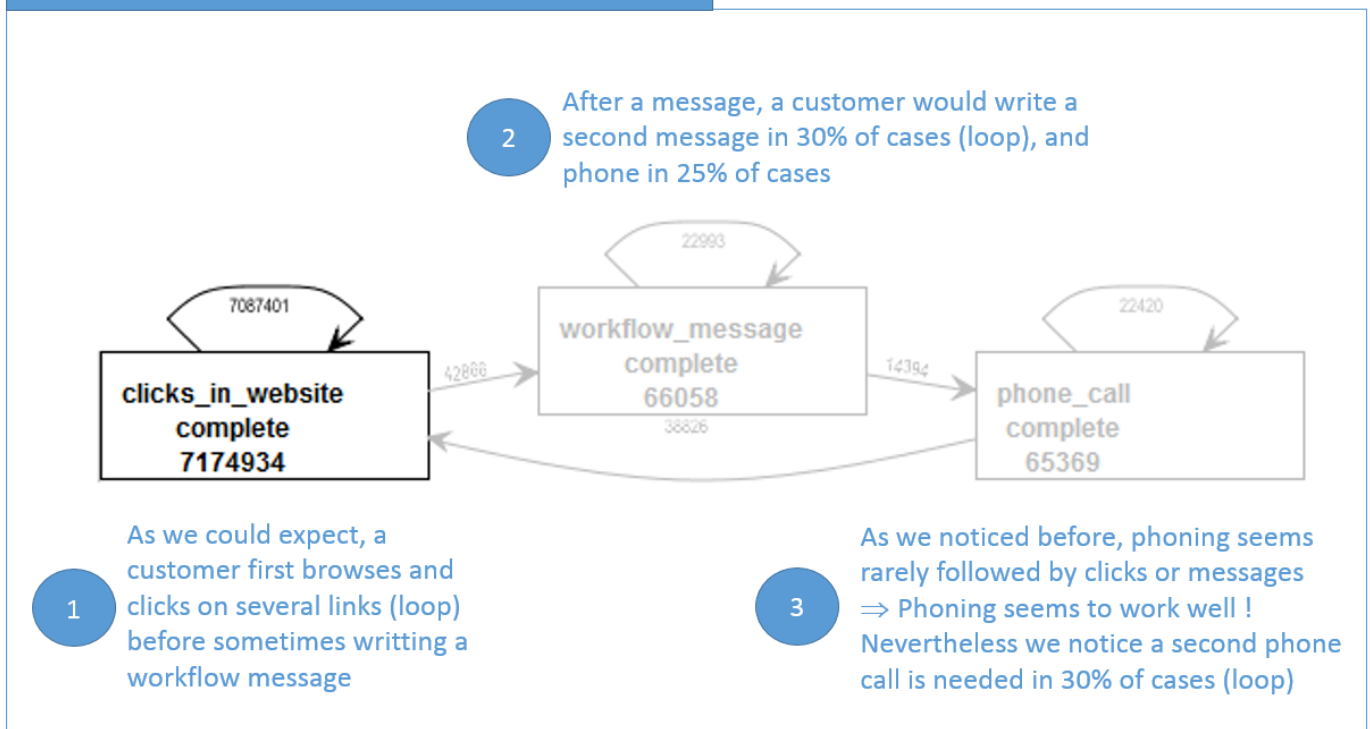 After a message, a customer would write a
2
second message in 30% of cases (loop), and
phone in 25% of cases
22993
7087401
22420
workflow_message
complete
66058
clicks_in_website
complete
7174934
14394
phone_call
complete
65369
38826
As we could expect, a
customer first browses and
1
clicks on several links (loop)
before sometimes writting a
workflow message
As we noticed before, phoning seems
rarely followed by clicks or messages
3
⇒ Phoning seems to work well !
Nevertheless we notice a second phone
call is needed in 30% of cases (loop)